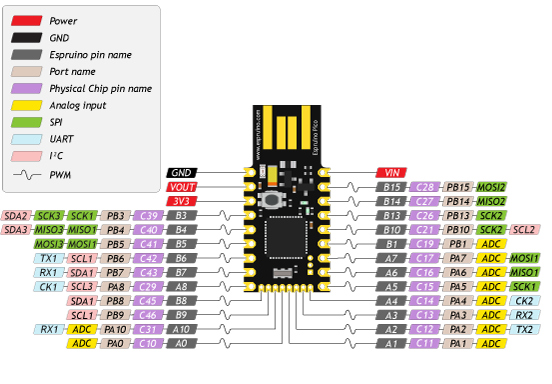 Power
GND
Espruino pin name
Port name
Physical Chip pin name
Analog input
SPI
UART
I²C
PWM
www.espruino.com
Espruino Pico
GND VIN
VOUT B15 C28 PB15 MOSI2
3V3 B14 C27 PB14 MISO2
SDA2 SCK3 SCK1 PB3 C39 B3 B13 C26 PB13 SCK2
SDA3 MISO3 MISO1 PB4 C40 B4 B10 C21 PB10 SCK2 SCL2
MOSI3 MOSI1 PB5 C41 B5 B1 C19 PB1 ADC
TX1 SCL1 PB6 C42 B6 A7 C17 PA7 ADC MOSI1
RX1 SDA1 PB7 C43 B7 A6 C16 PA6 ADC MISO1
CK1 SCL3 PA8 C29 A8 A5 C15 PA5 ADC SCK1
SDA1 PB8 C45 B8 A4 C14 PA4 ADC CK2
SCL1 PB9 C46 B9 A3 C13 PA3 ADC RX2
RX1 ADC PA10 C31 A10 A2 C12 PA2 ADC TX2
ADC PA0 C10 A0 A1 C11 PA1 ADC